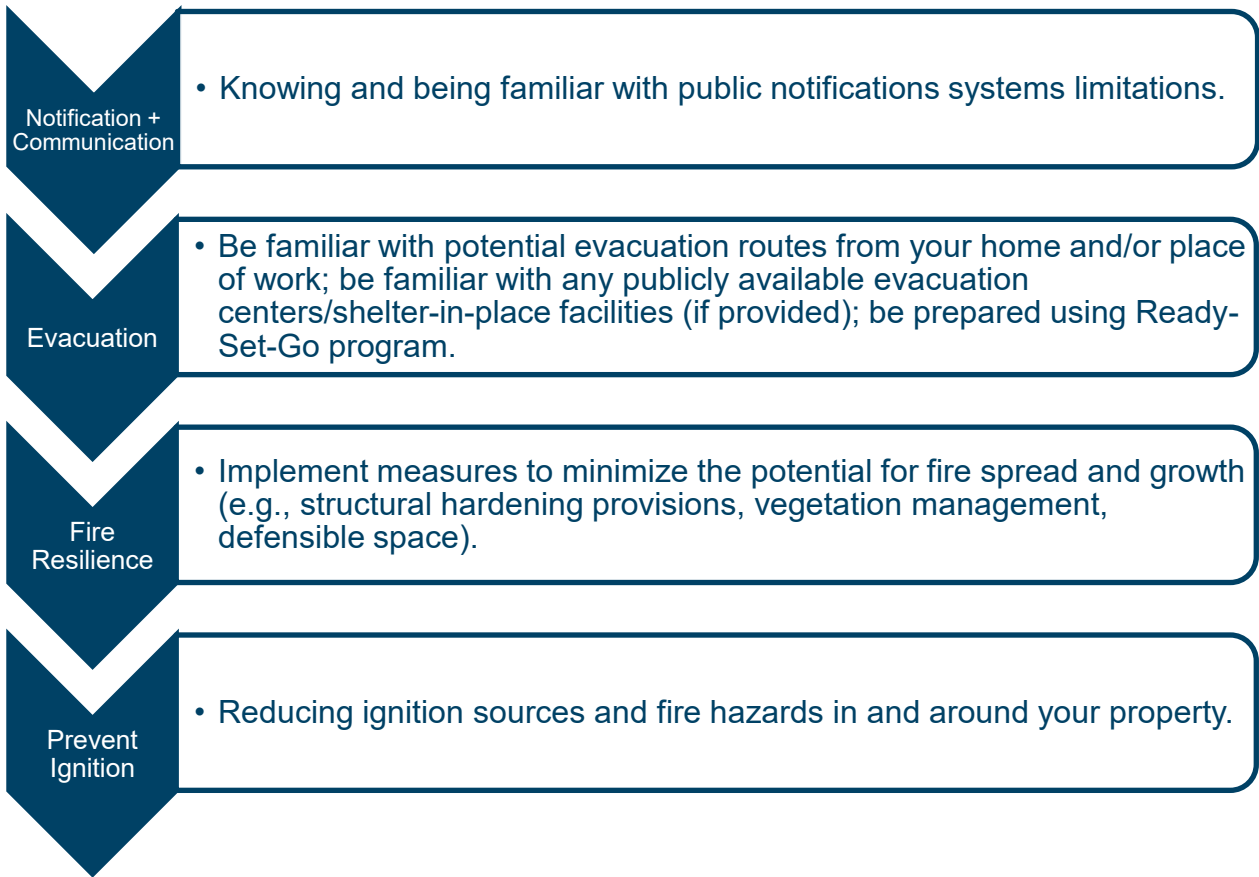 Notification +
Communication
• Knowing and being familiar with public notifications systems limitations.
Evacuation
• Be familiar with potential evacuation routes from your home and/or place
of work; be familiar with any publicly available evacuation
centers/shelter-in-place facilities (if provided); be prepared using Ready-
Set-Go program.
Fire
Resilience
• Implement measures to minimize the potential for fire spread and growth
(e.g., structural hardening provisions, vegetation management,
defensible space).
Prevent
Ignition
• Reducing ignition sources and fire hazards in and around your property.